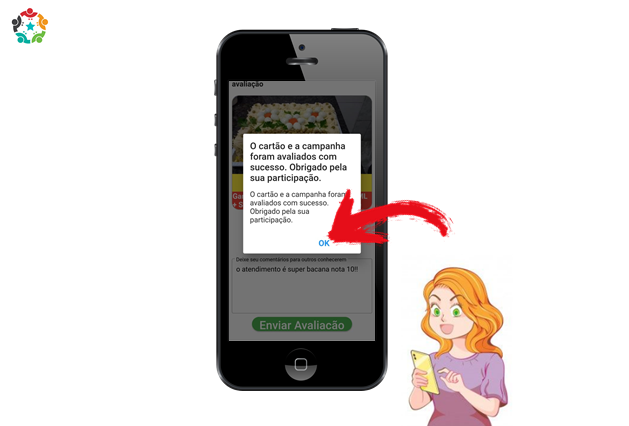 avaliação
O cartão e a campanha
foram avaliados com
sucesso. Obrigado pela
sua participação.
O cartão e a campanha foram
avaliados com sucesso.
Obrigado pela sua
participação.
OK
Deixe seu comentários para outros conhecerem
o atendimento é super bacana nota 10!!
Enviar Avaliacão